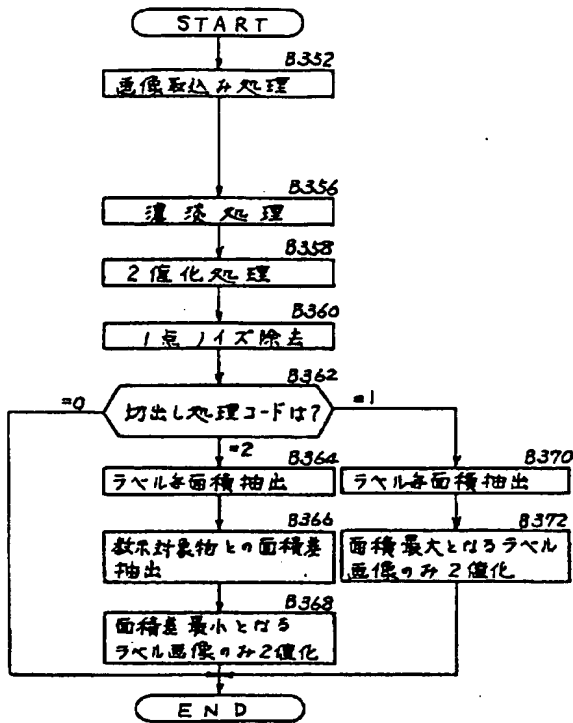 START
B352
画像取込み処理
B356
濃淡処理
B358
2値化処理
B360
1点ノイズ除去
B362
切出し処理コードは?
=0
=1
=2
B364
ラベル毎面積抽出
B370
ラベル毎面積抽出
B366
教示対象物との面積差
抽出
B372
面積最大となるラベル
画像のみ2値化
B368
面積差最小となる
ラベル画像のみ2値化
END